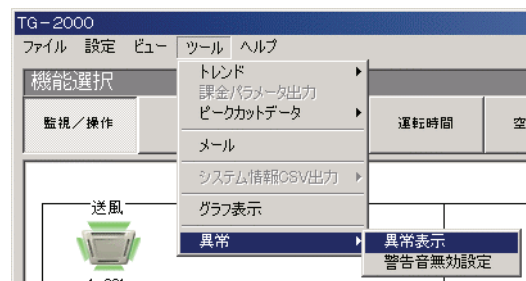 TG-2000
ファイル 設定 ビュー ツール ヘルプ
機能選択
トレンド
課金パラメータ出力
ピークカットデータ
監視／操作
運転時間
空
メール
システム情報CSV出力
送風
グラフ表示
異常
異常表示
警告音無効設定